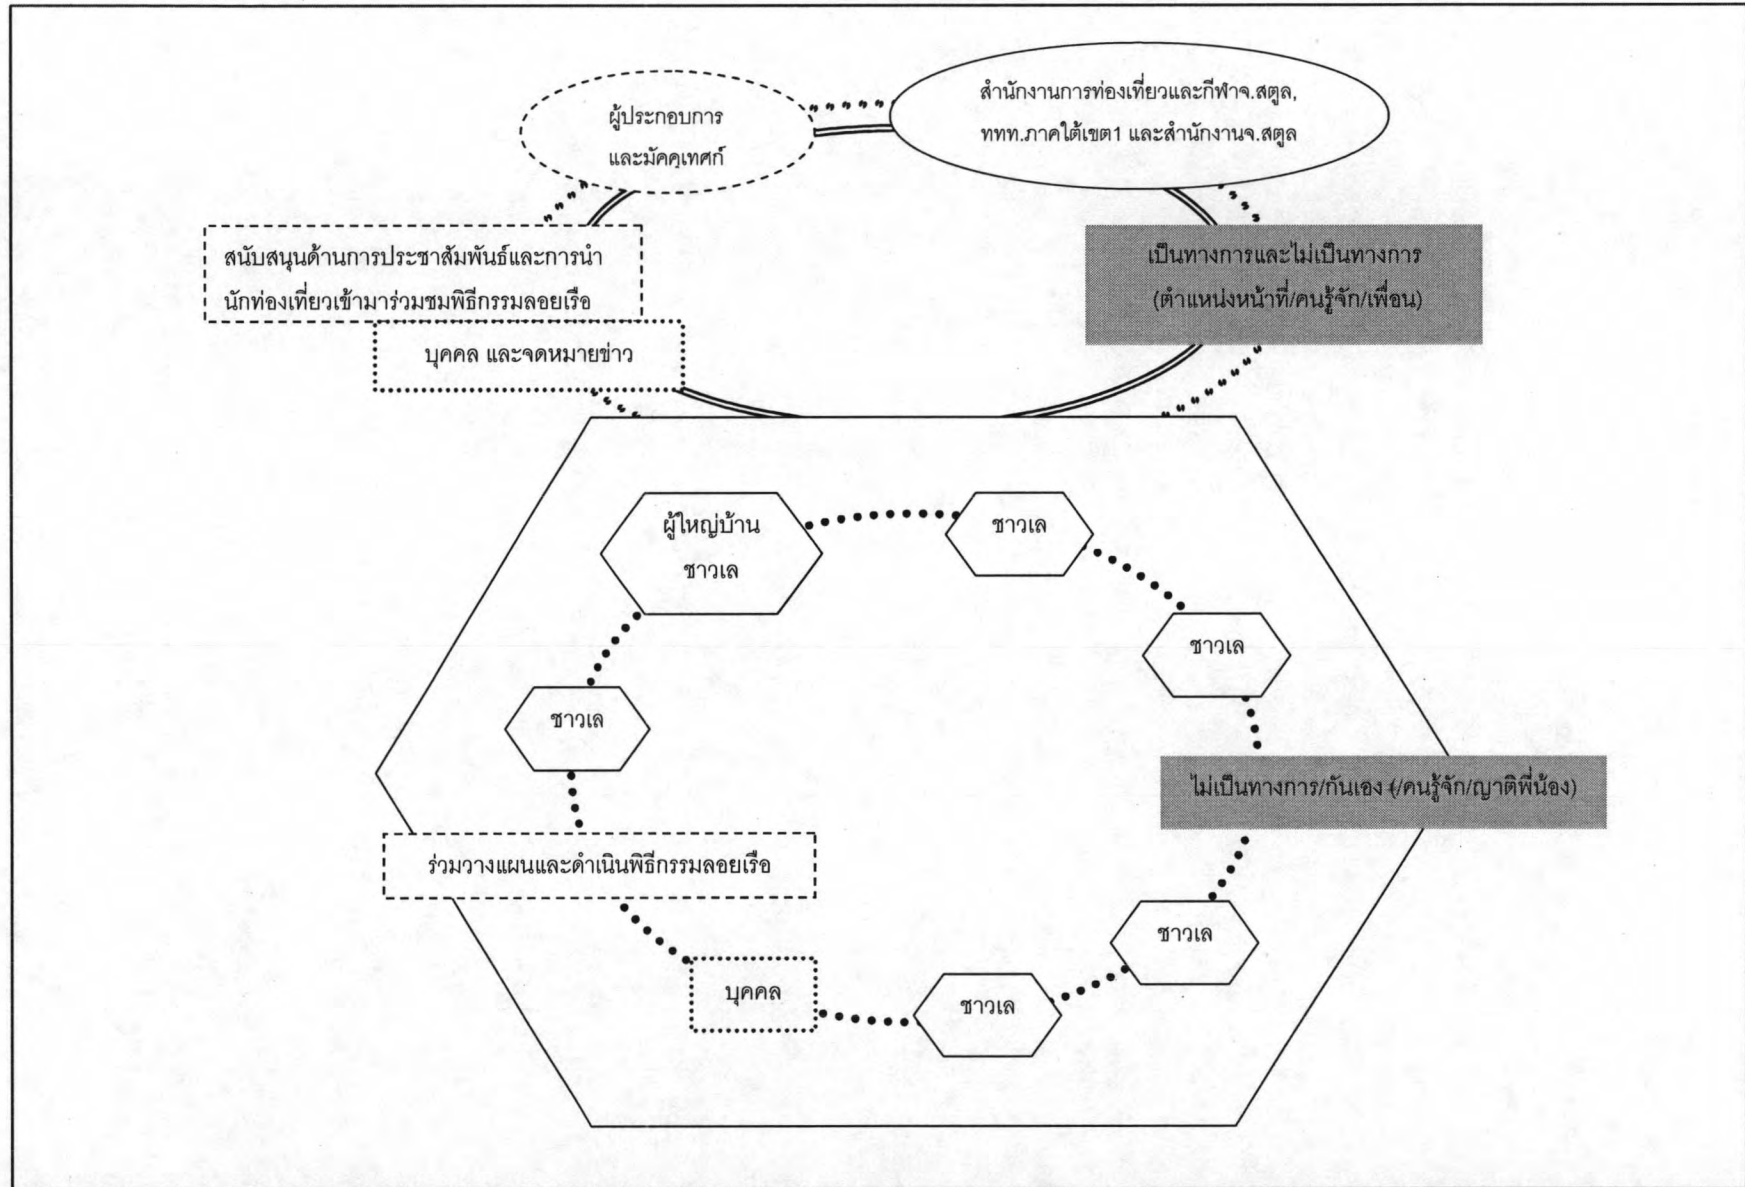 ผู้ประกอบการ
และมัคคุเทศก์
สำนักงานการท่องเที่ยวและกีฬาจ.สตูล,
ททท.ภาคใต้เขต1 และสำนักงานจ.สตูล
สนับสนุนด้านการประชาสัมพันธ์และการนำ
นักท่องเที่ยวเข้ามาร่วมชมพิธีกรรมลอยเรือ
เป็นทางการและไม่เป็นทางการ
(ตำแหน่งหน้าที่/คนรู้จัก/เพื่อน)
บุคคล และจดหมายข่าว
ผู้ใหญ่บ้าน
ชาวเล
ชาวเล
ชาวเล
ชาวเล
ไม่เป็นทางการ/กันเอง (/คนรู้จัก/ญาติพี่น้อง)
ร่วมวางแผนและดำเนินพิธีกรรมลอยเรือ
ชาวเล
บุคคล
ชาวเล